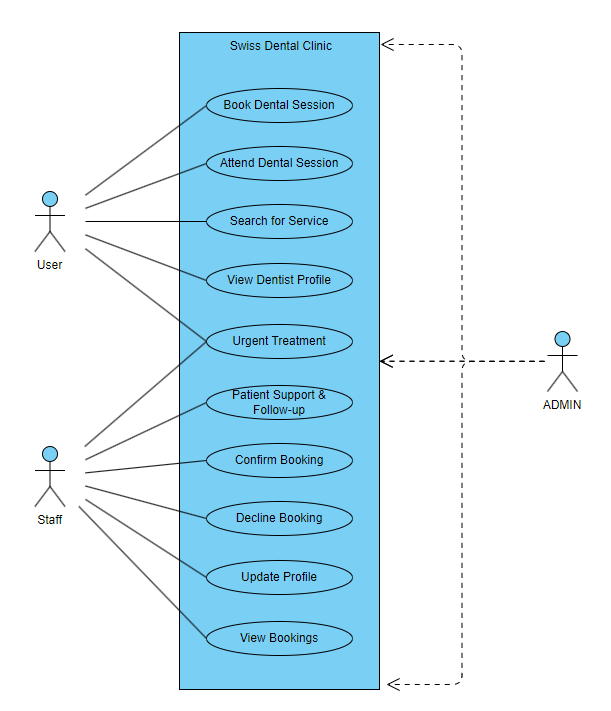 Swiss Dental Clinic
Book Dental Session
Attend Dental Session
Search for Service
User
View Dentist Profile
Urgent Treatment
Patient Support &
Follow-up
ADMIN
Confirm Booking
Staff
Decline Booking
Update Profile
View Bookings